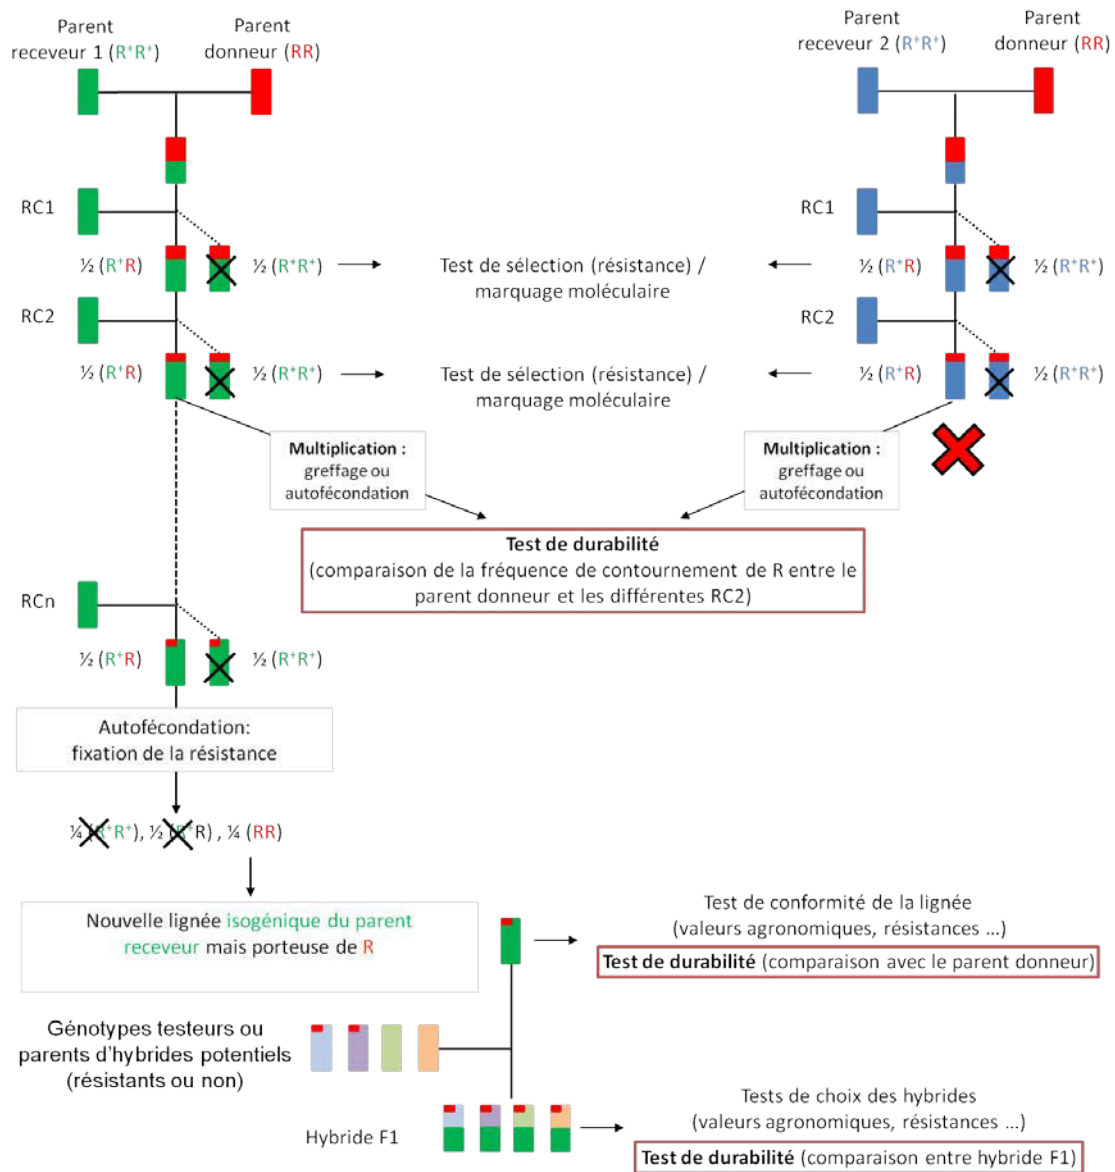 Parent
receveur 1 (R⁺R⁺)
Parent
donneur (RR)
Parent
receveur 2 (R⁺R⁺)
Parent
donneur (RR)
RC1
RC1
½ (R⁺R)
½ (R⁺R⁺)
Test de sélection (résistance) /
marquage moléculaire
½ (R⁺R)
½ (R⁺R⁺)
RC2
RC2
½ (R⁺R)
½ (R⁺R⁺)
Test de sélection (résistance) /
marquage moléculaire
½ (R⁺R)
½ (R⁺R⁺)
Multiplication :
greffage ou
autofécondation
Multiplication :
greffage ou
autofécondation
Test de durabilité
(comparaison de la fréquence de contournement de R entre le
parent donneur et les différentes RC2)
RCn
½ (R⁺R)
½ (R⁺R⁺)
Autofécondation:
fixation de la résistance
¼ (R⁺R⁺), ½ (R⁺R) , ¼ (RR)
Nouvelle lignée isogénique du parent
receveur mais porteuse de R
Test de conformité de la lignée
(valeurs agronomiques, résistances ...)
Test de durabilité (comparaison avec le parent donneur)
Génotypes testeurs ou
parents d'hybrides potentiels
(résistants ou non)
Hybride F1
Tests de choix des hybrides
(valeurs agronomiques, résistances ...)
Test de durabilité (comparaison entre hybride F1)